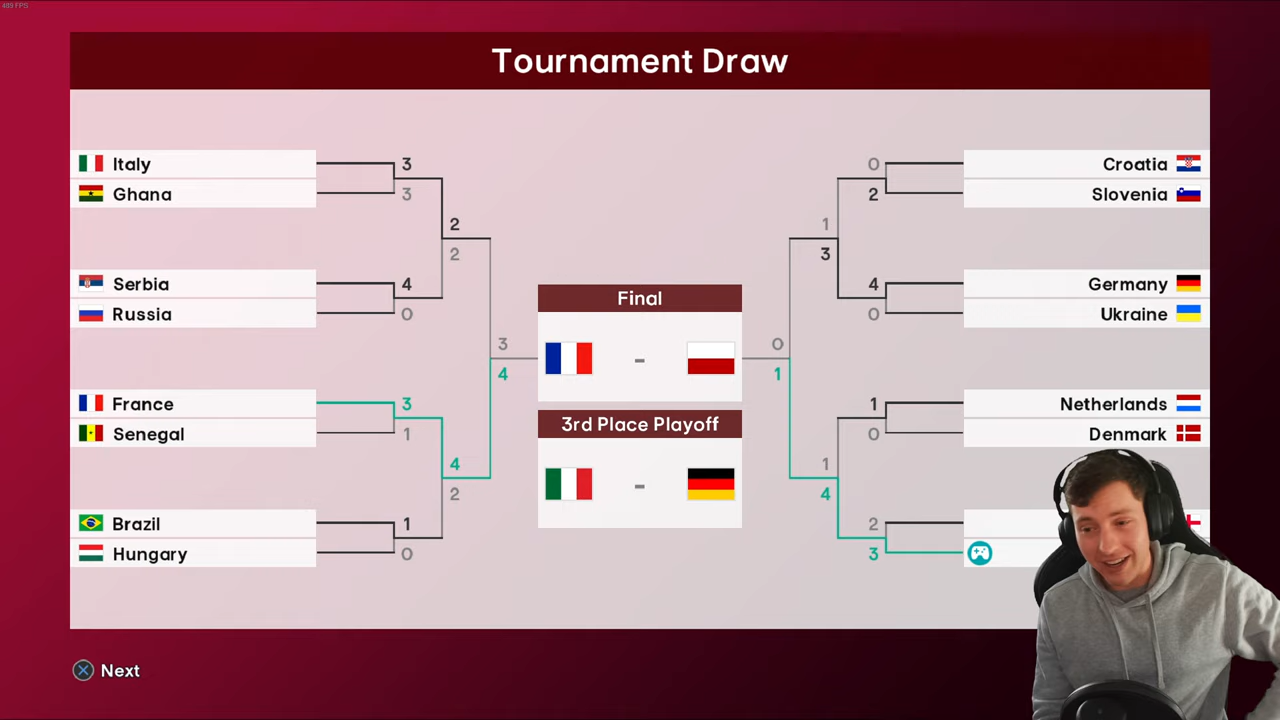 489 FPS
Tournament Draw
Italy 3
Ghana 3
2
2
Serbia 4
Russia 0
3
4
France 3
Senegal 1
4
2
Brazil 1
Hungary 0
Final
-
3rd Place Playoff
-
0 Croatia
2 Slovenia
1
3
4 Germany
0 Ukraine
0
1
1 Netherlands
0 Denmark
1
4
2
3
Next